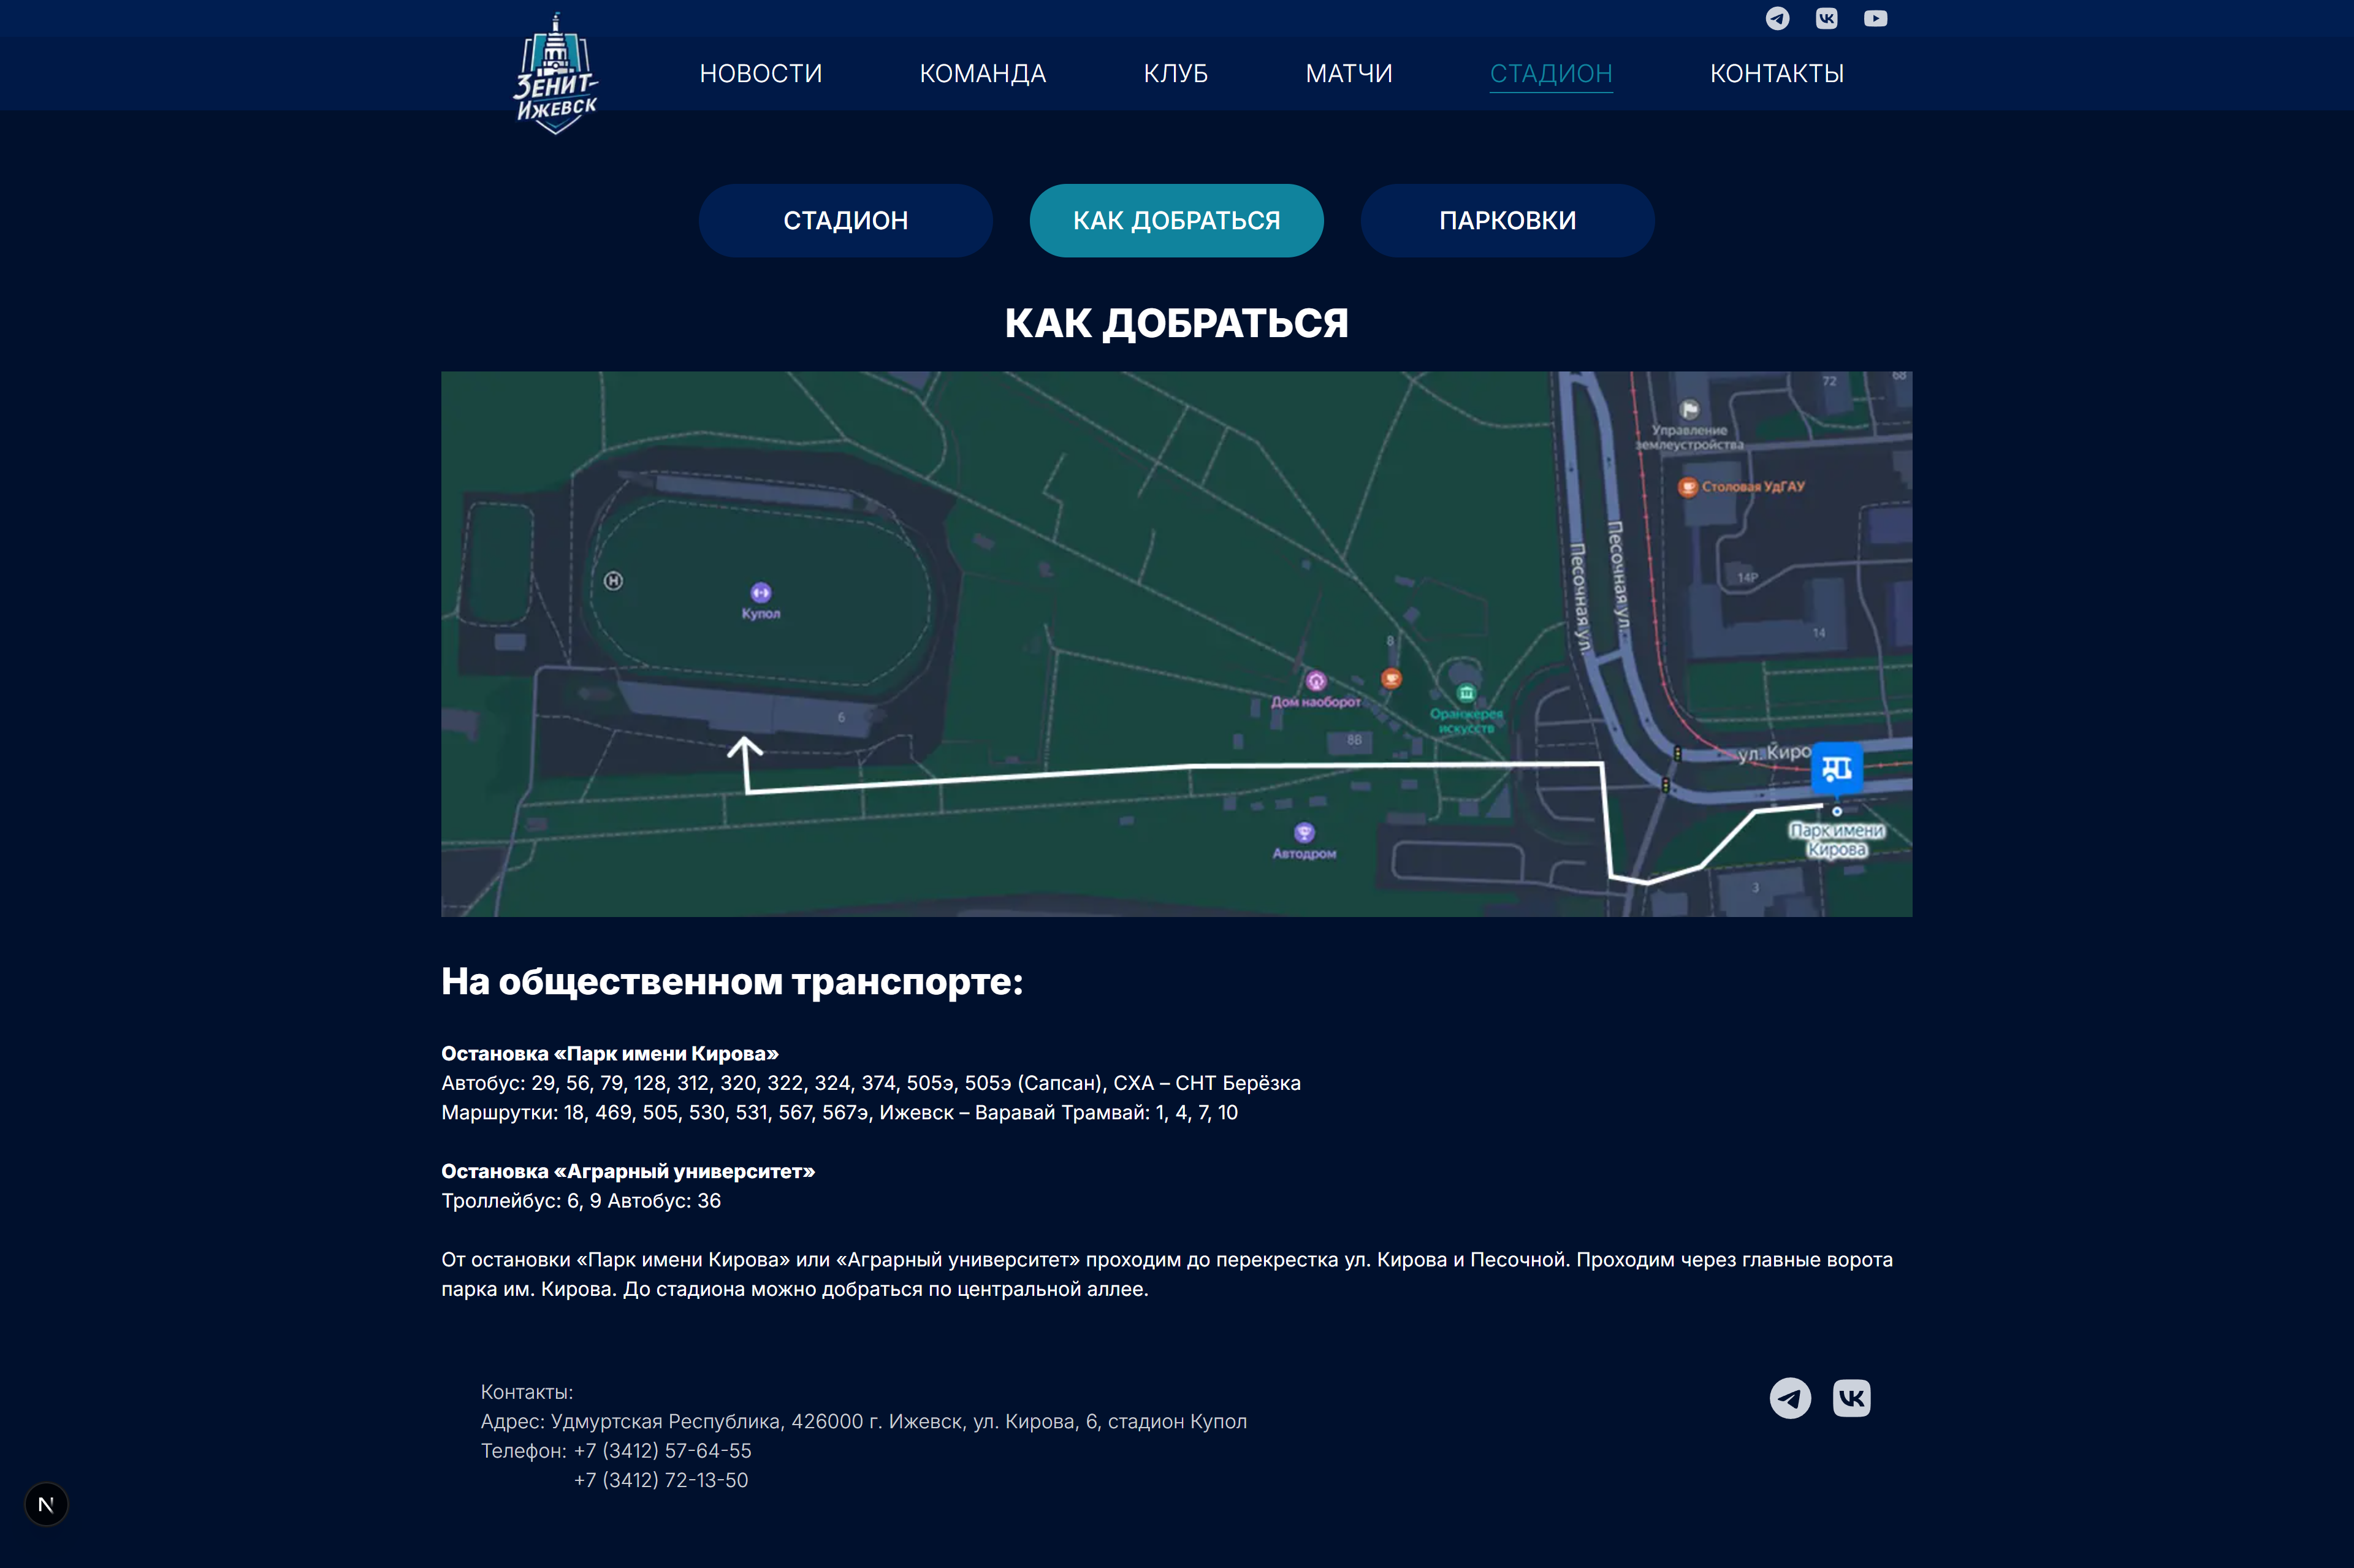 ЗЕНИТ-
ИЖЕВСК
НОВОСТИ
КОМАНДА
КЛУБ
МАТЧИ
СТАДИОН
КОНТАКТЫ
СТАДИОН
КАК ДОБРАТЬСЯ
ПАРКОВКИ
КАК ДОБРАТЬСЯ
72
68
Управление
землеустройства
Столовая УдГАУ
Песочная ул.
Песочная ул.
14Р
14
H
Купол
6
8
Дом наоборот
Оранжерея
искусств
8В
ул. Киро
Автодром
Парк имени
Кирова
3
На общественном транспорте:
Остановка «Парк имени Кирова»
Автобус: 29, 56, 79, 128, 312, 320, 322, 324, 374, 505э, 505э (Сапсан), СХА – СНТ Берёзка
Маршрутки: 18, 469, 505, 530, 531, 567, 567э, Ижевск – Варавай Трамвай: 1, 4, 7, 10
Остановка «Аграрный университет»
Троллейбус: 6, 9 Автобус: 36
От остановки «Парк имени Кирова» или «Аграрный университет» проходим до перекрестка ул. Кирова и Песочной. Проходим через главные ворота
парка им. Кирова. До стадиона можно добраться по центральной аллее.
Контакты:
Адрес: Удмуртская Республика, 426000 г. Ижевск, ул. Кирова, 6, стадион Купол
Телефон: +7 (3412) 57-64-55
+7 (3412) 72-13-50
N